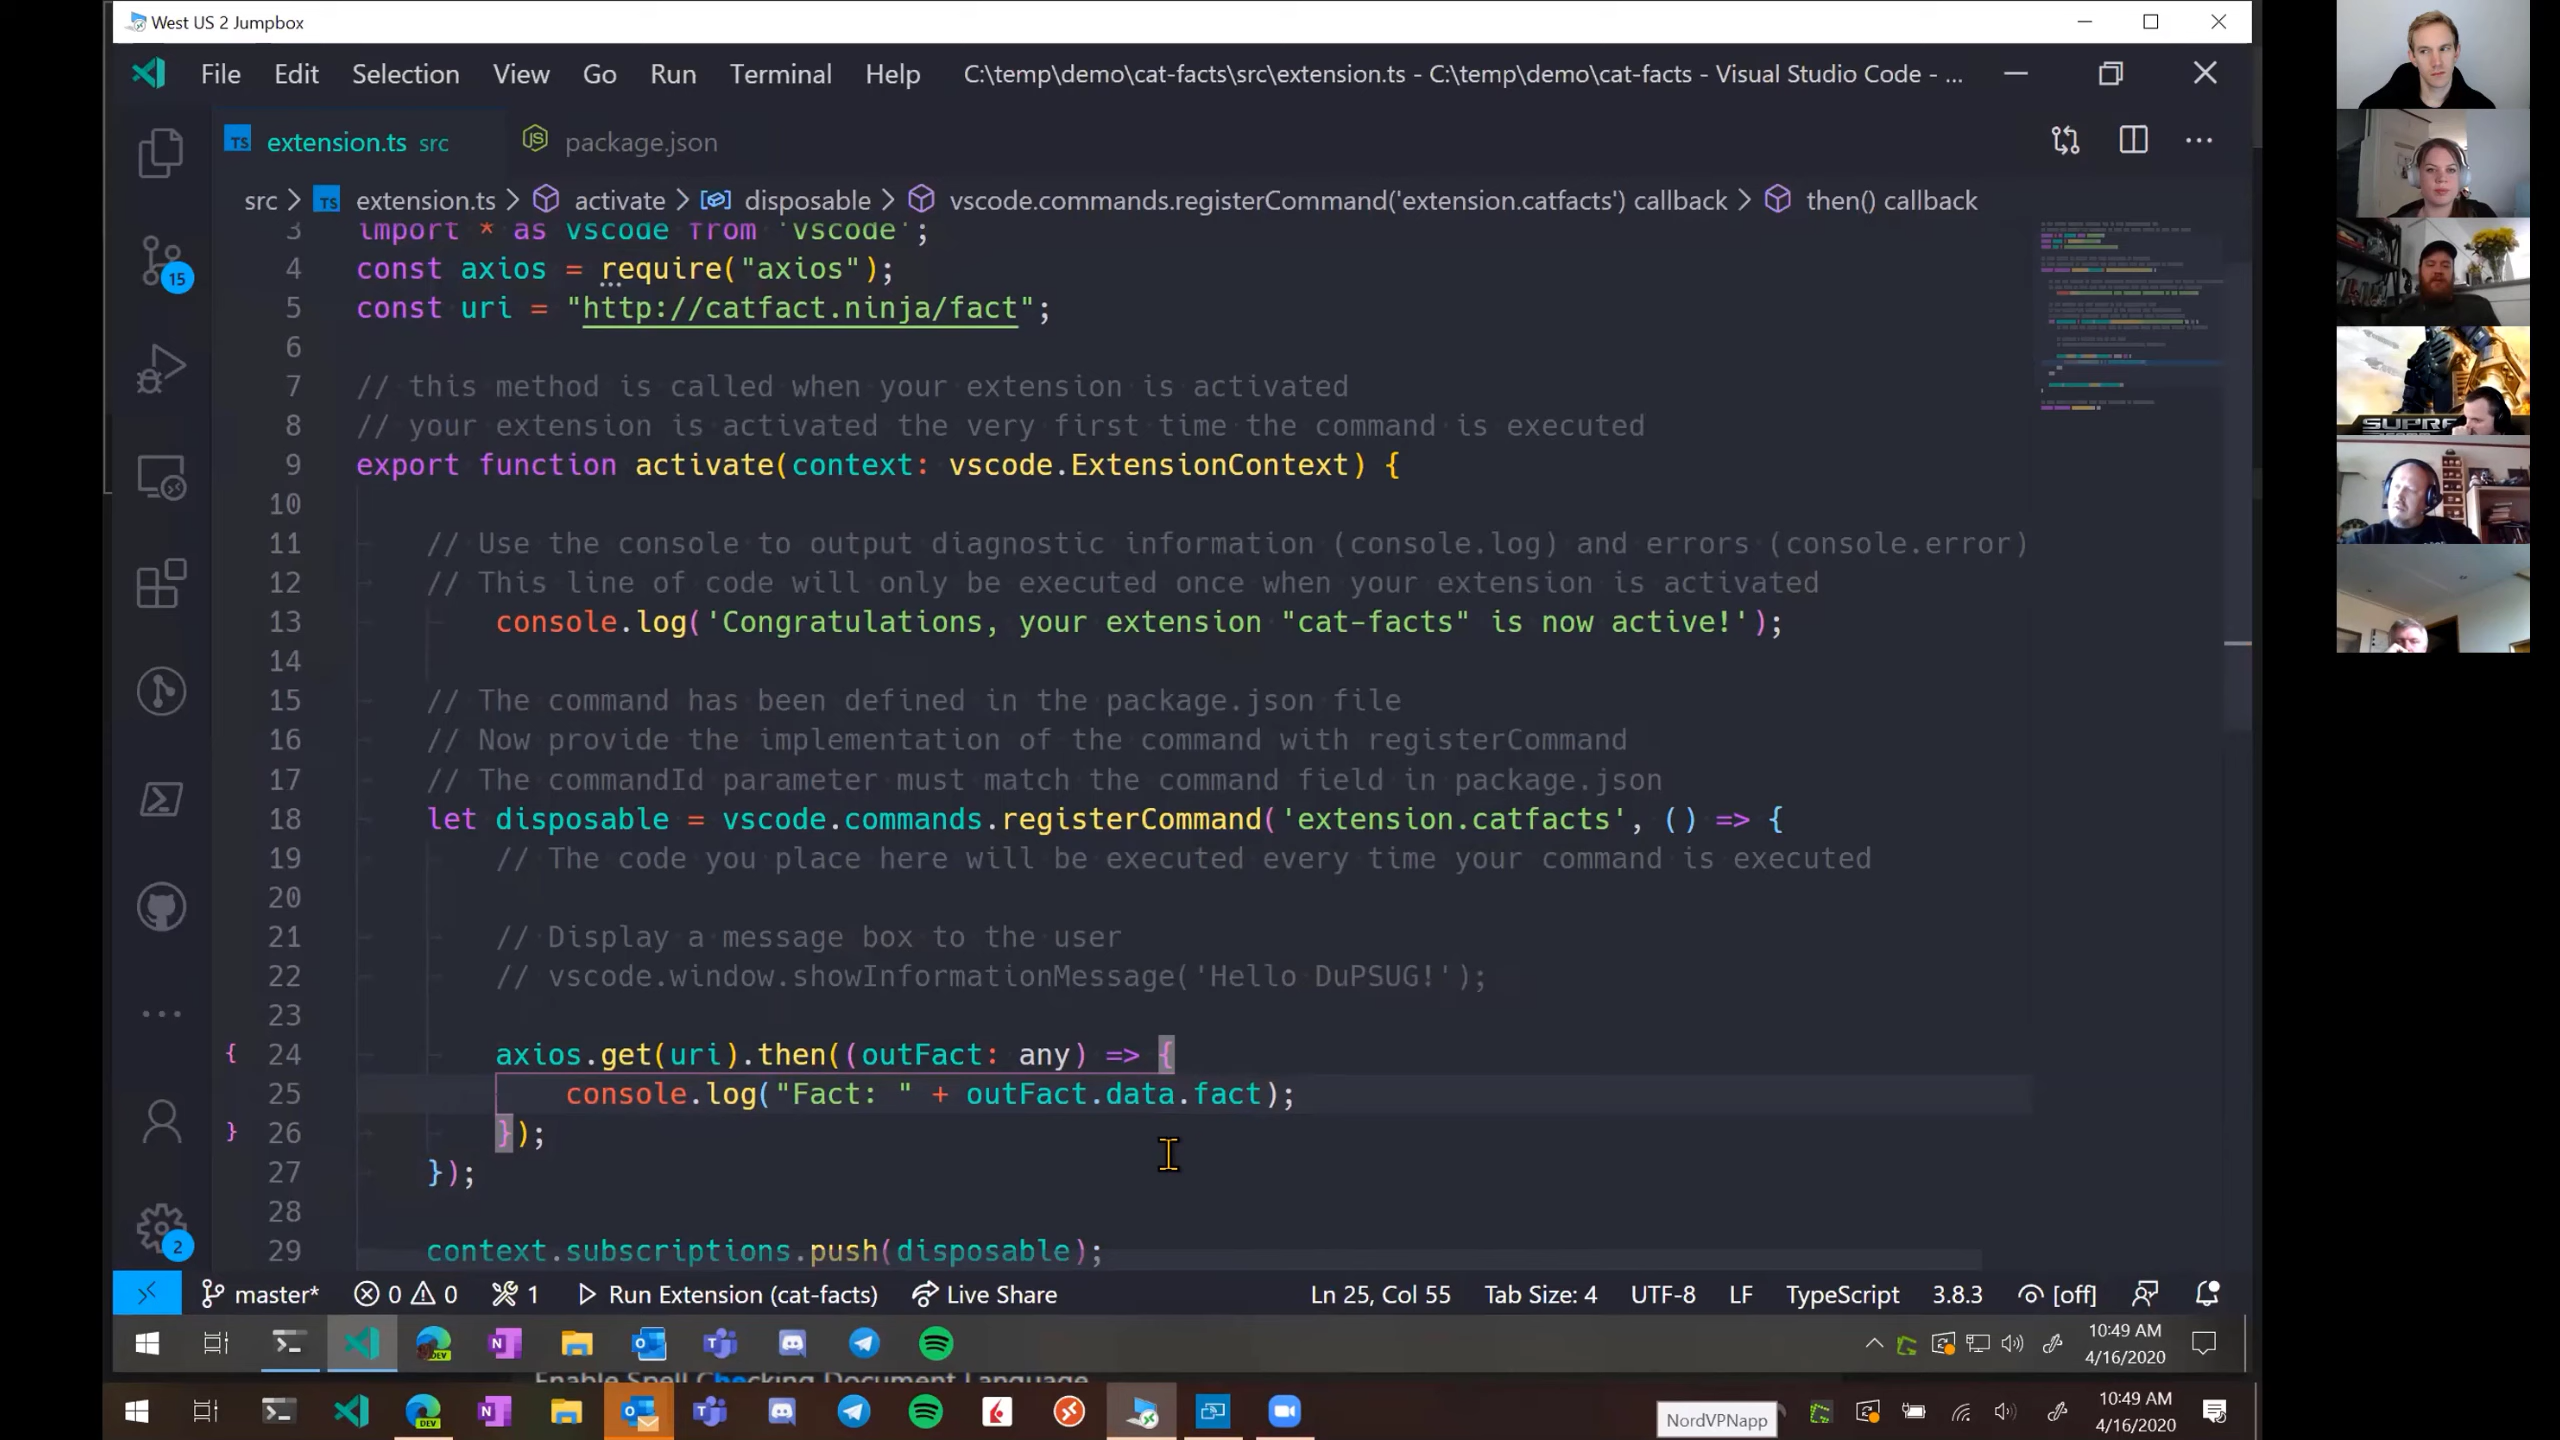 West US 2 Jumpbox
File Edit Selection View Go Run Terminal Help C:\temp\demo\cat-facts\src\extension.ts - C:\temp\demo\cat-facts - Visual Studio Code - ...
TS extension.ts src package.json
src > TS extension.ts > activate > disposable > vscode.commands.registerCommand('extension.catfacts') callback > then() callback
3 import * as vscode from 'vscode';
4 const axios = require("axios");
5 const uri = "http://catfact.ninja/fact";
6
7 // this method is called when your extension is activated
8 // your extension is activated the very first time the command is executed
9 export function activate(context: vscode.ExtensionContext) {
10
11 // Use the console to output diagnostic information (console.log) and errors (console.error)
12 // This line of code will only be executed once when your extension is activated
13 console.log('Congratulations, your extension "cat-facts" is now active!');
14
15 // The command has been defined in the package.json file
16 // Now provide the implementation of the command with registerCommand
17 // The commandId parameter must match the command field in package.json
18 let disposable = vscode.commands.registerCommand('extension.catfacts', () => {
19 // The code you place here will be executed every time your command is executed
20
21 // Display a message box to the user
22 // vscode.window.showInformationMessage('Hello DuPSUG!');
23
{ 24 axios.get(uri).then((outFact: any) => {
25 console.log("Fact: " + outFact.data.fact);
} 26 });
27 });
28
29 context.subscriptions.push(disposable);
15
2
master* 0 0 1 Run Extension (cat-facts) Live Share Ln 25, Col 55 Tab Size: 4 UTF-8 LF TypeScript 3.8.3 [off]
DEV
10:49 AM
4/16/2020
Enable Spell Checking Document Language
DEV
NordVPNapp
10:49 AM
4/16/2020
SUPRE